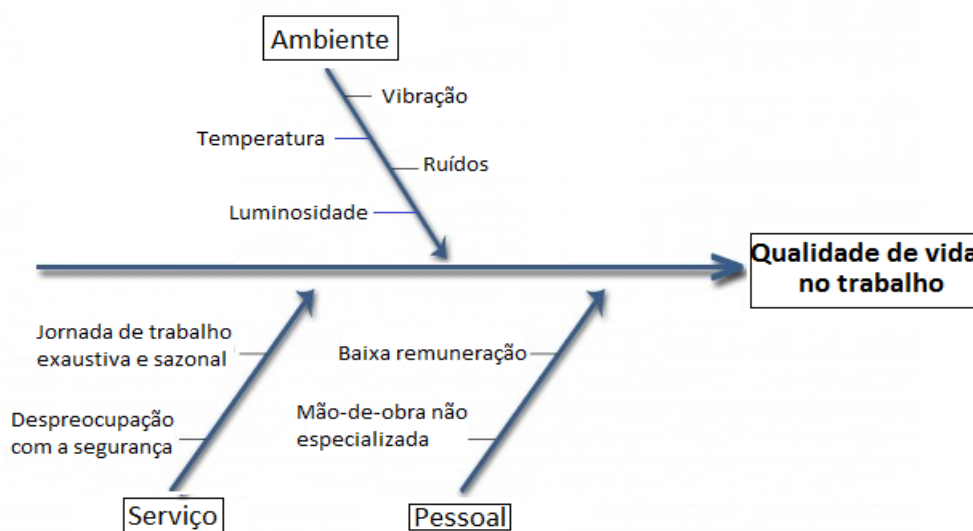 Ambiente
Vibração
Temperatura
Ruídos
Luminosidade
Qualidade de vida
no trabalho
Jornada de trabalho
exaustiva e sazonal
Baixa remuneração
Despreocupação
com a segurança
Mão-de-obra não
especializada
Serviço
Pessoal